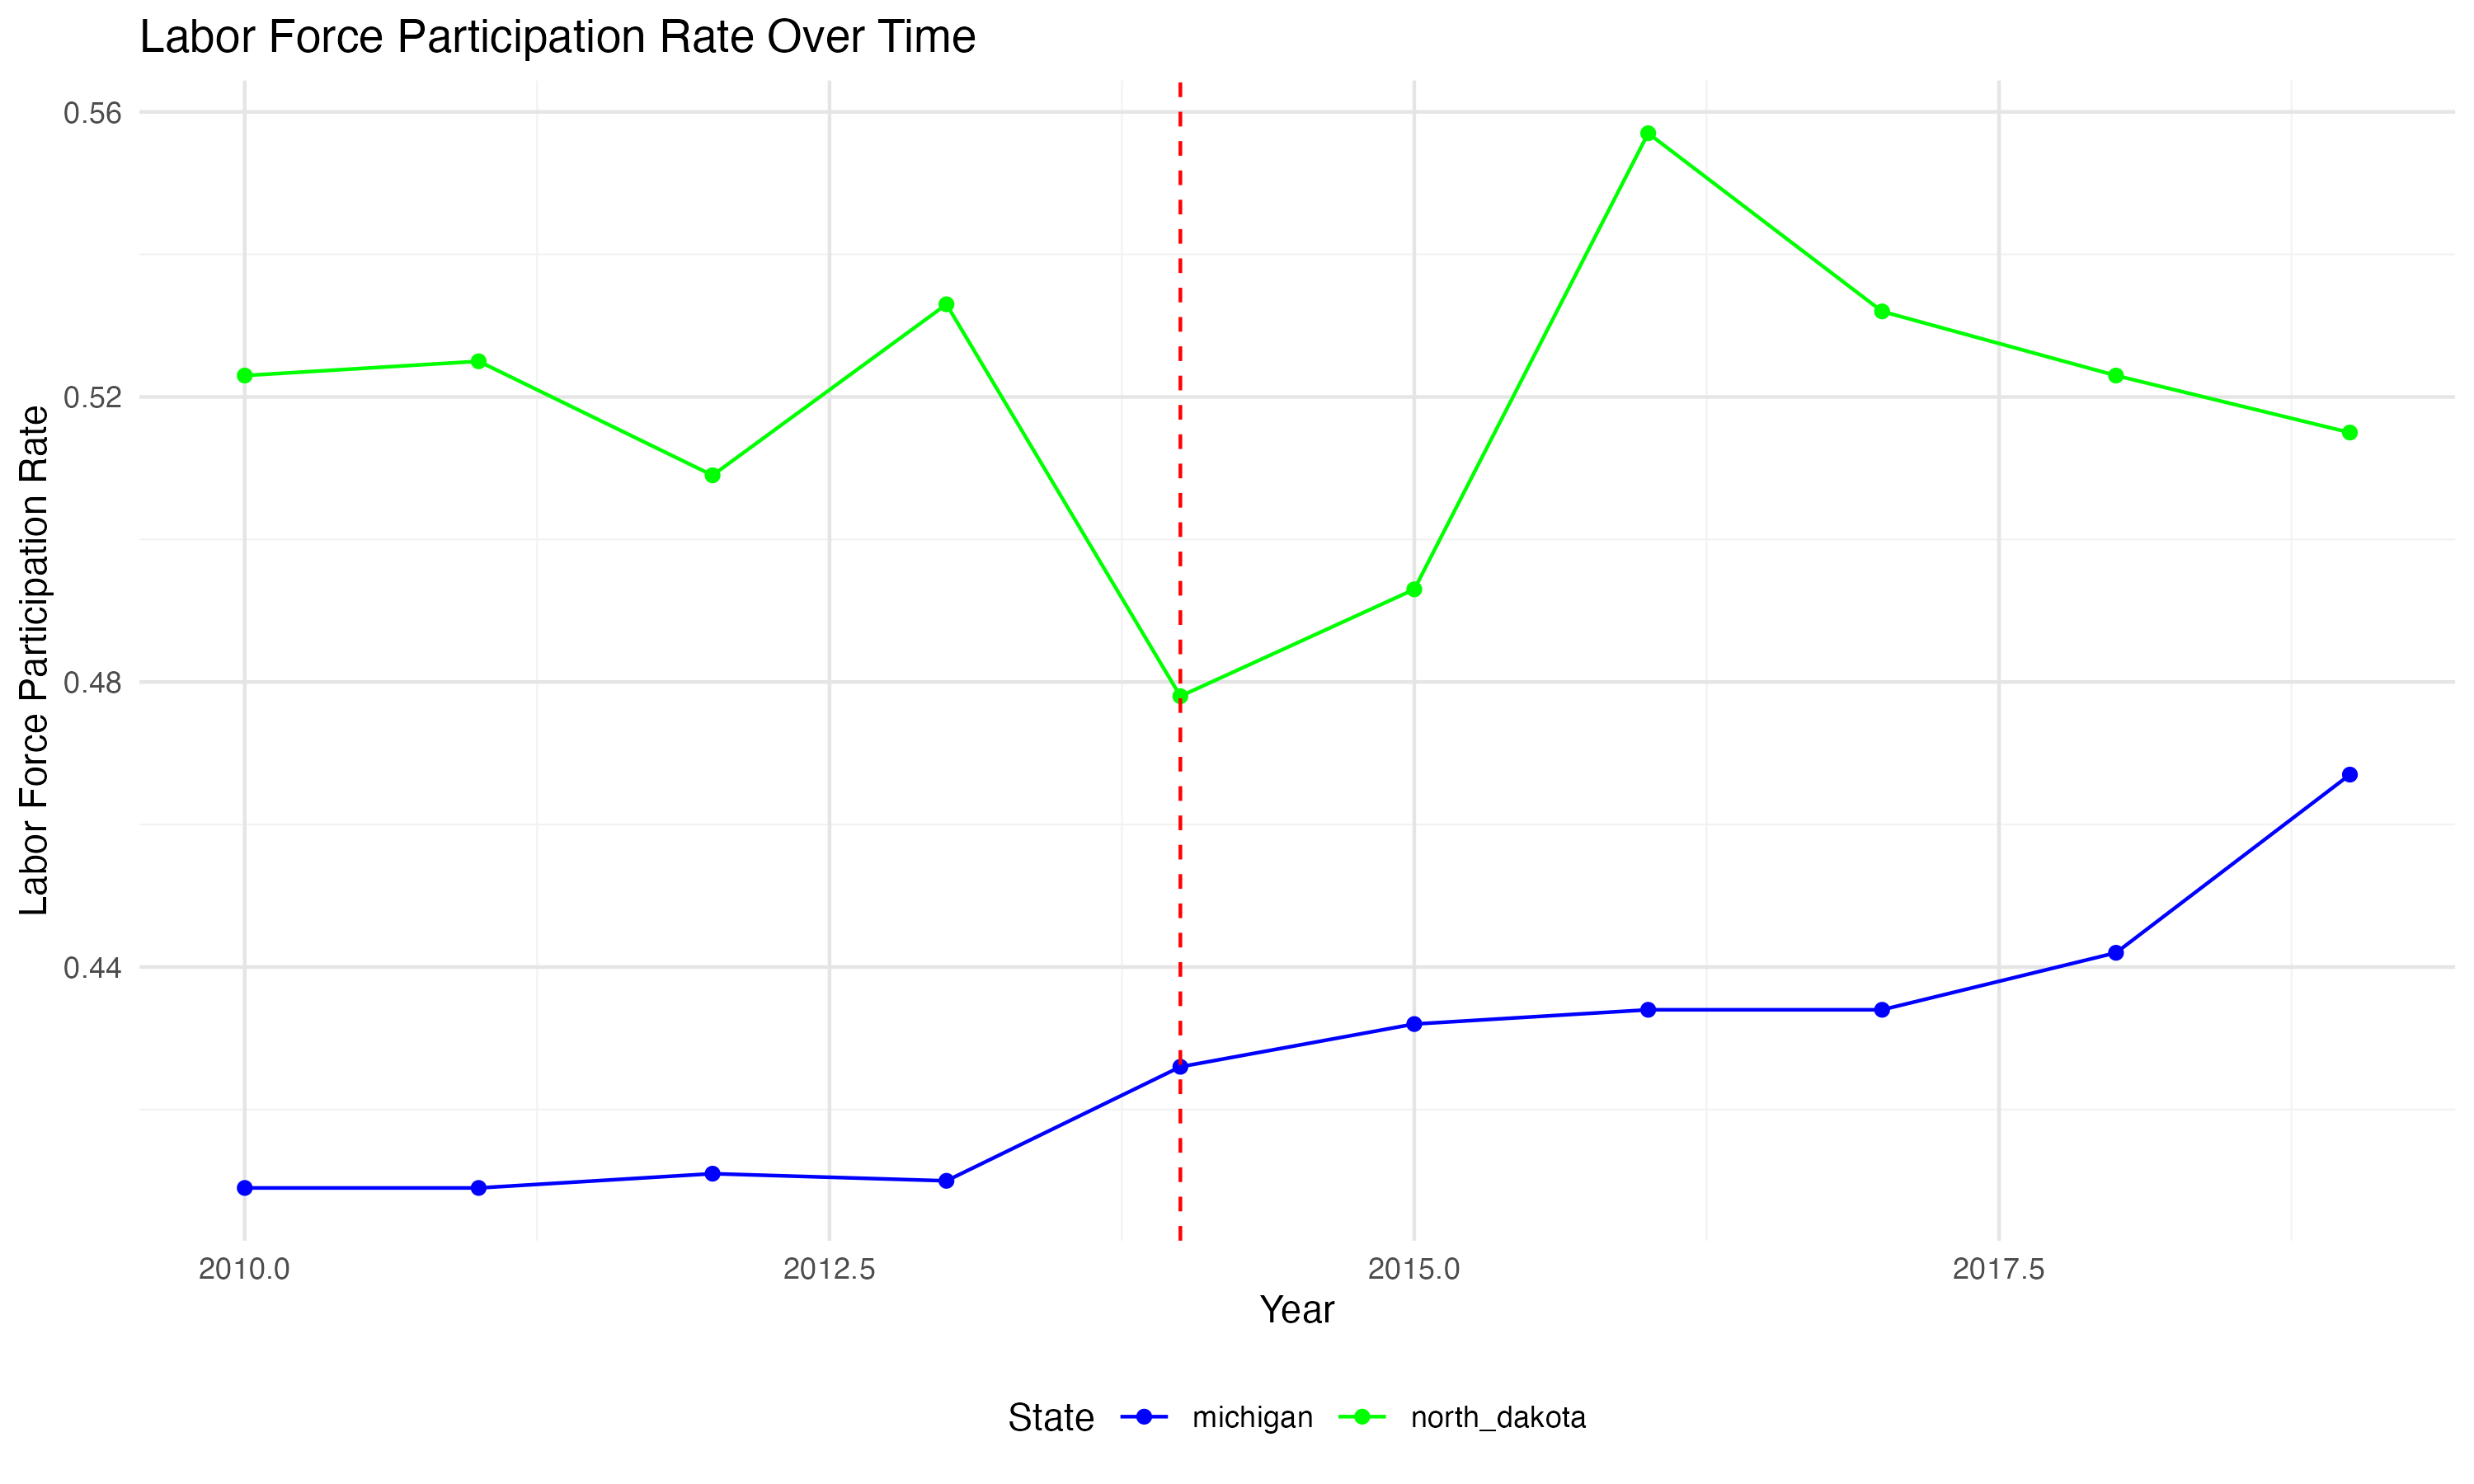 Labor Force Participation Rate Over Time
Labor Force Participation Rate
0.56
0.52
0.48
0.44
2010.0 2012.5 2015.0 2017.5
Year
State michigan north_dakota